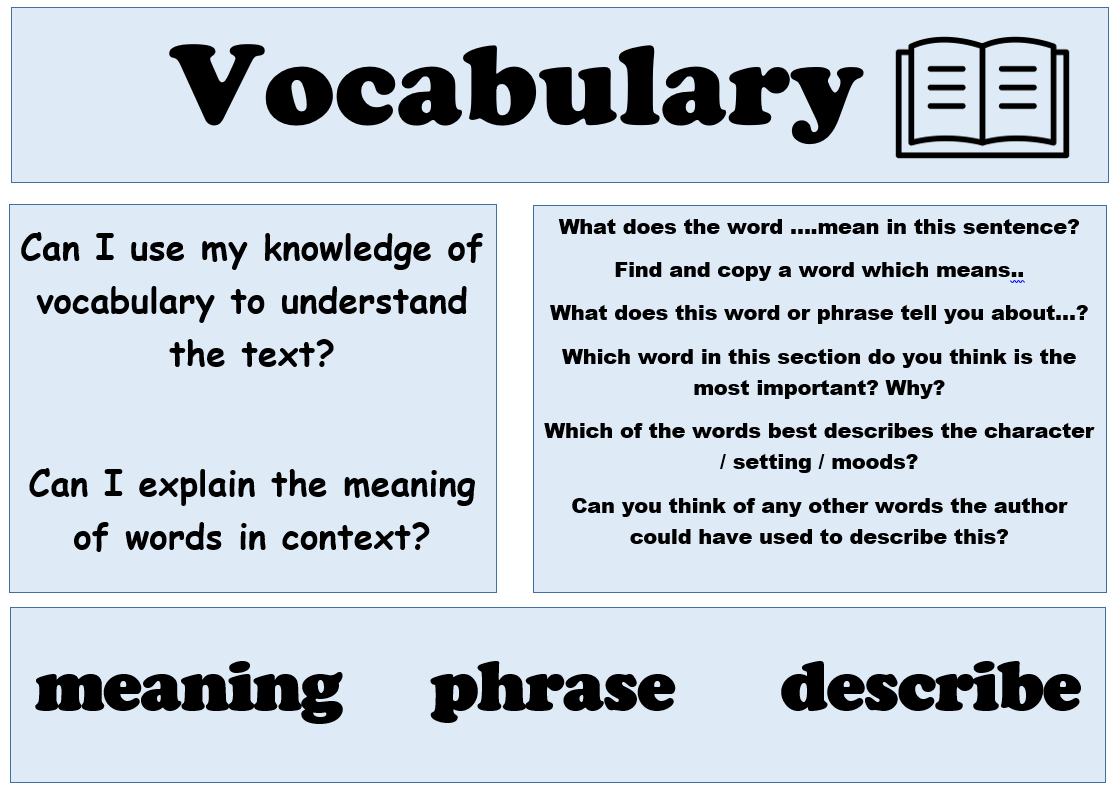 Vocabulary
Can I use my knowledge of
vocabulary to understand
the text?
Can I explain the meaning
of words in context?
What does the word ....mean in this sentence?
Find and copy a word which means..
What does this word or phrase tell you about...?
Which word in this section do you think is the
most important? Why?
Which of the words best describes the character
/ setting / moods?
Can you think of any other words the author
could have used to describe this?
meaning phrase describe